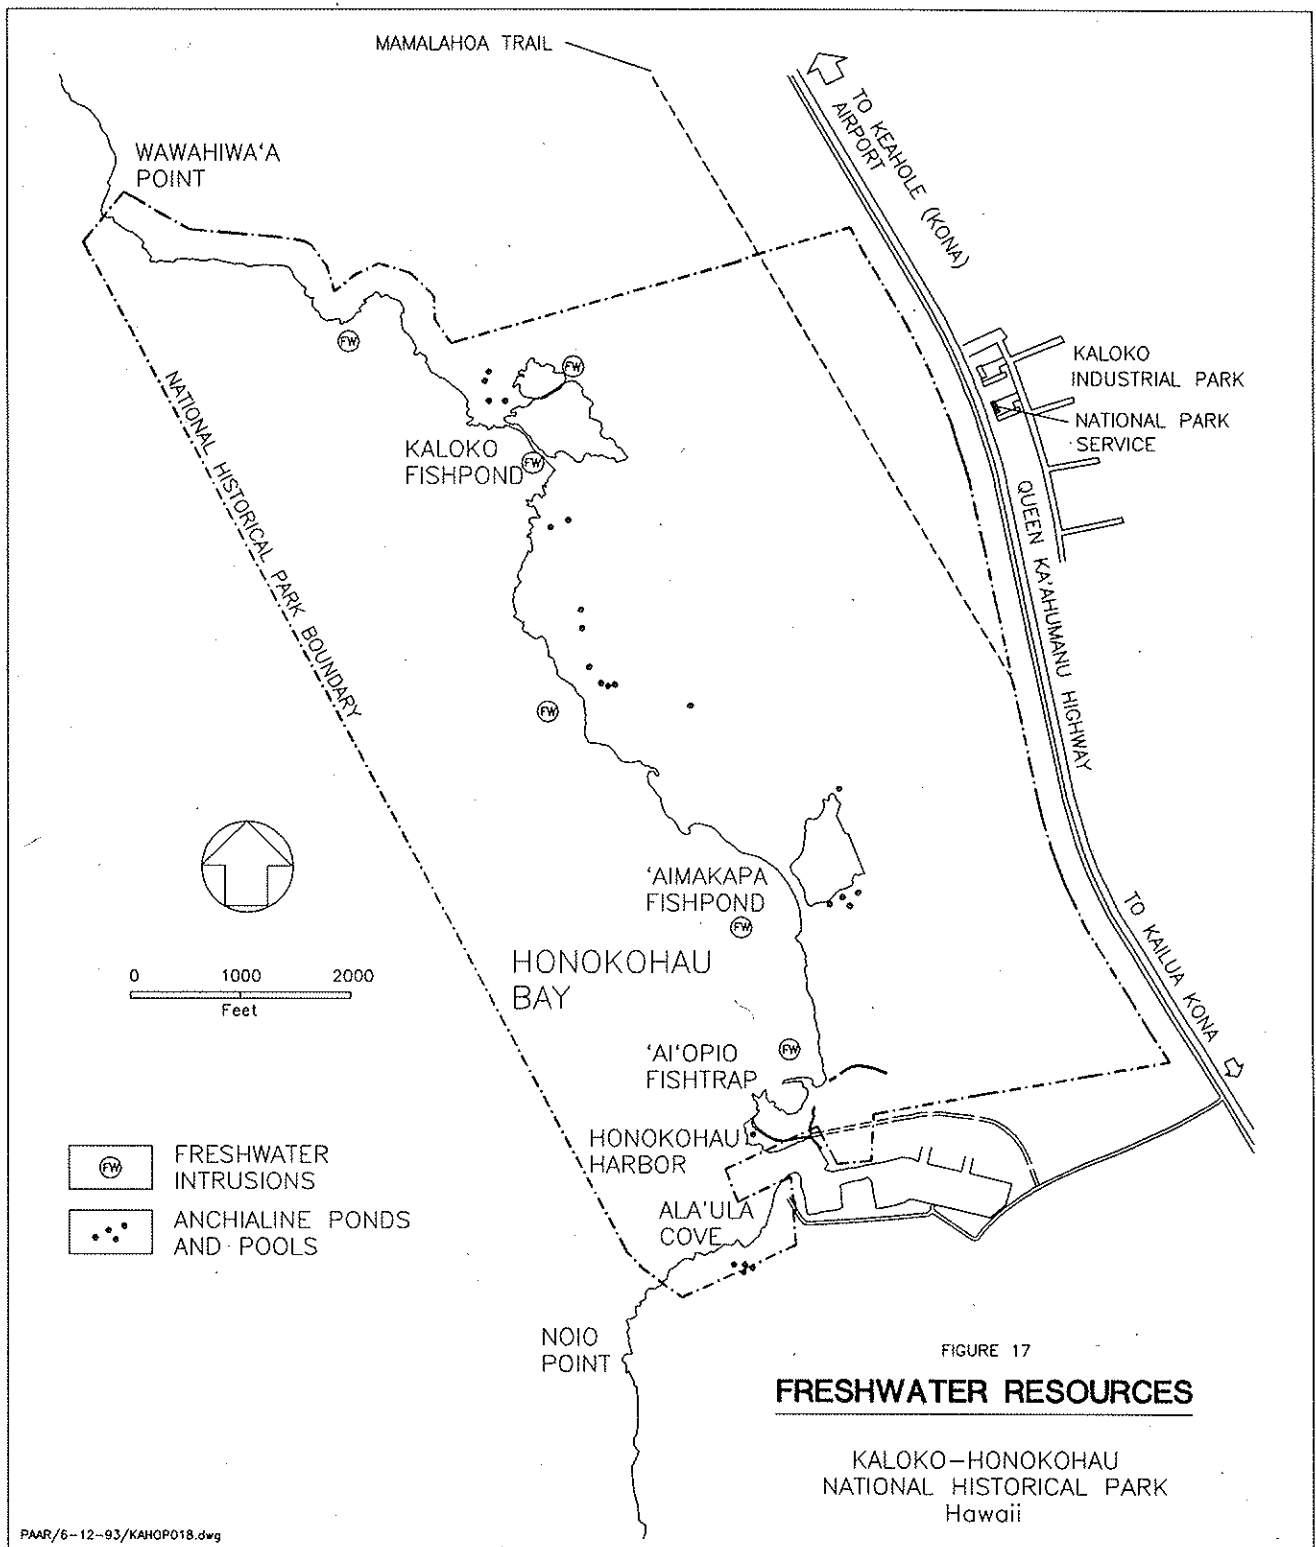 MAMALAHOA TRAIL
TO KEAHOLE (KONA)
AIRPORT
WAWAHIWA'A
POINT
FW
FW
KALOKO
INDUSTRIAL PARK
NATIONAL PARK
SERVICE
KALOKO
FISHPOND
FW
NATIONAL HISTORICAL PARK BOUNDARY
QUEEN KA'AHUMANU HIGHWAY
FW
'AIMAKAPA
FISHPOND
FW
TO KAILUA KONA
HONOKOHAU
BAY
0 1000 2000
Feet
'AI'OPIO
FISHTRAP
FW
HONOKOHAU
HARBOR
FW
FRESHWATER
INTRUSIONS
ALA'ULA
COVE
ANCHIALINE PONDS
AND POOLS
NOIO
POINT
FIGURE 17
FRESHWATER RESOURCES
KALOKO-HONOKOHAU
NATIONAL HISTORICAL PARK
Hawaii
PAAR/6-12-93/KAHOP018.dwg